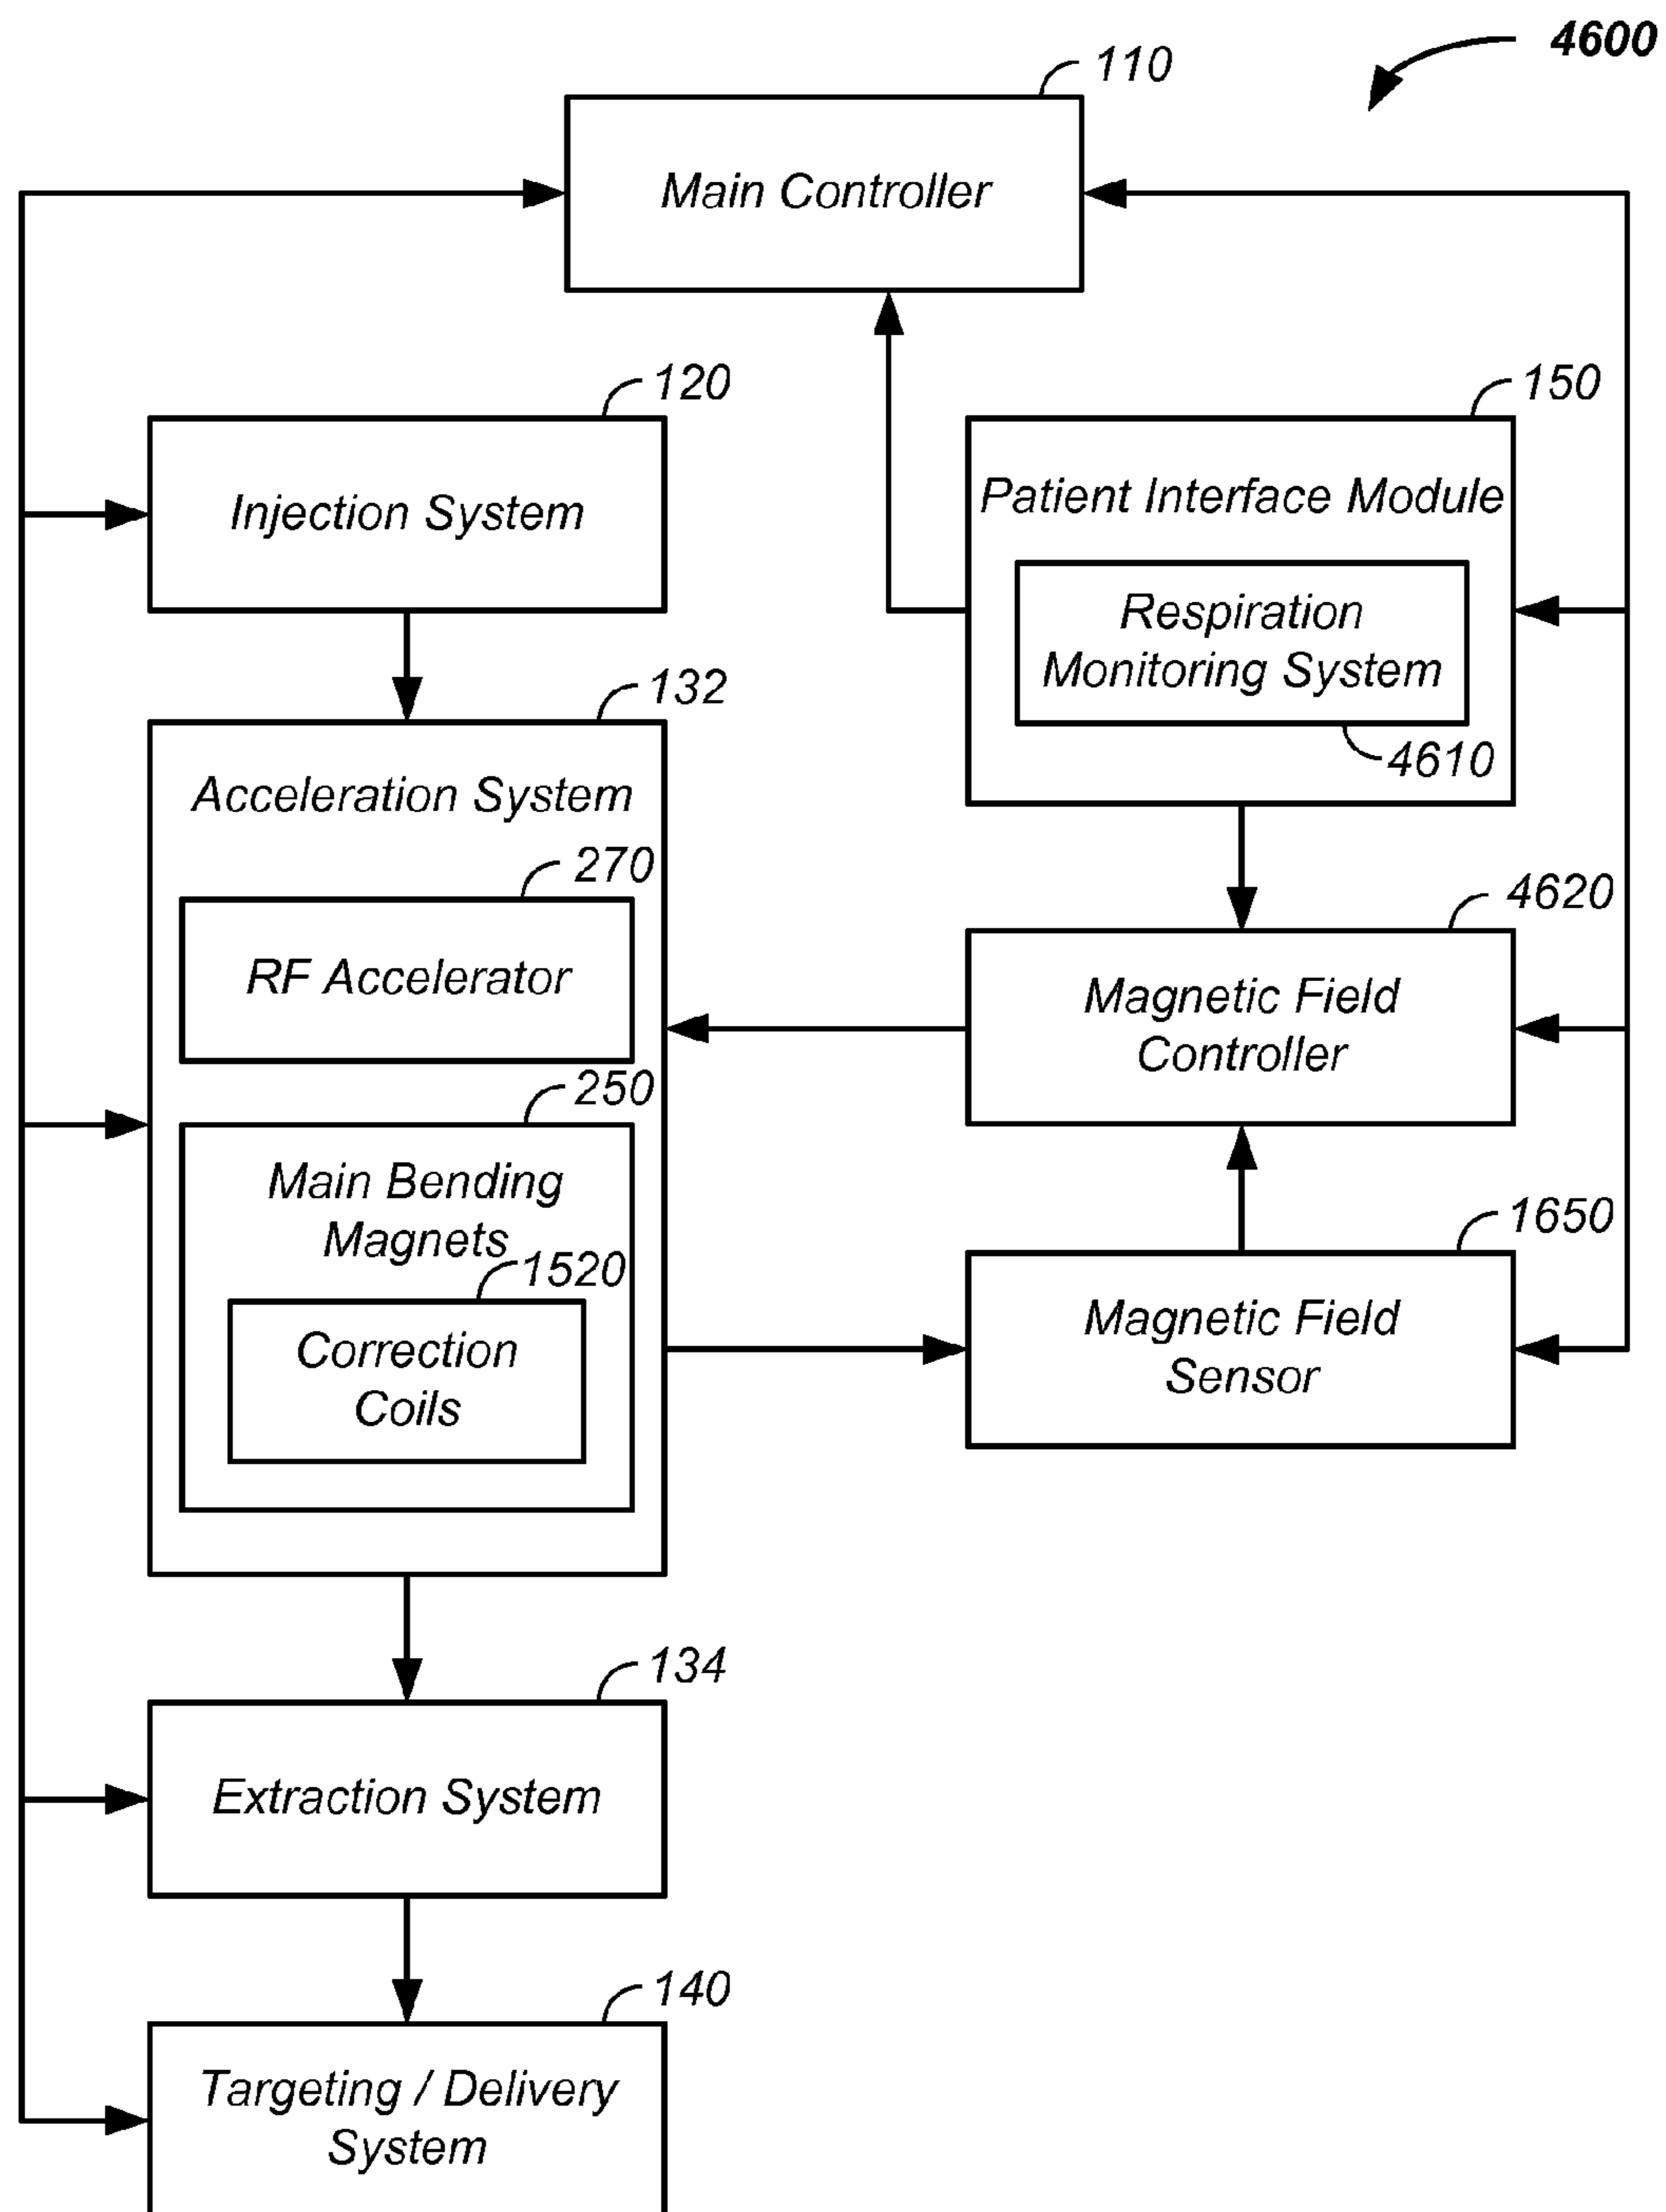 4600
110
Main Controller
120
Injection System
150
Patient Interface Module
Respiration
Monitoring System
4610
132
Acceleration System
270
RF Accelerator
4620
Magnetic Field
Controller
250
Main Bending
Magnets
1520
Correction
Coils
1650
Magnetic Field
Sensor
134
Extraction System
140
Targeting / Delivery
System